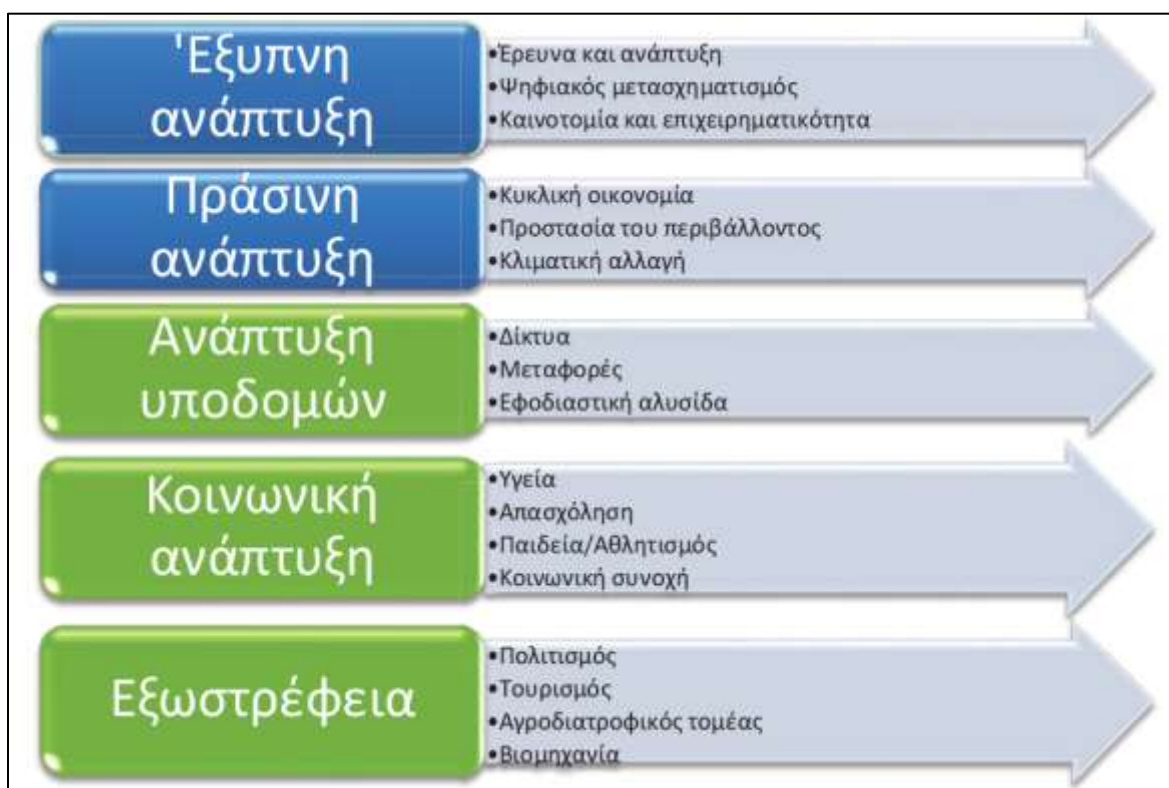 'Εξυπνη
ανάπτυξη
•Έρευνα και ανάπτυξη
•Ψηφιακός μετασχηματισμός
•Καινοτομία και επιχειρηματικότητα
Πράσινη
ανάπτυξη
•Κυκλική οικονομία
•Προστασία του περιβάλλοντος
•Κλιματική αλλαγή
Ανάπτυξη
υποδομών
•Δίκτυα
•Μεταφορές
•Εφοδιαστική αλυσίδα
Κοινωνική
ανάπτυξη
•Υγεία
•Απασχόληση
•Παιδεία/Αθλητισμός
•Κοινωνική συνοχή
Εξωστρέφεια
•Πολιτισμός
•Τουρισμός
•Αγροδιατροφικός τομέας
•Βιομηχανία